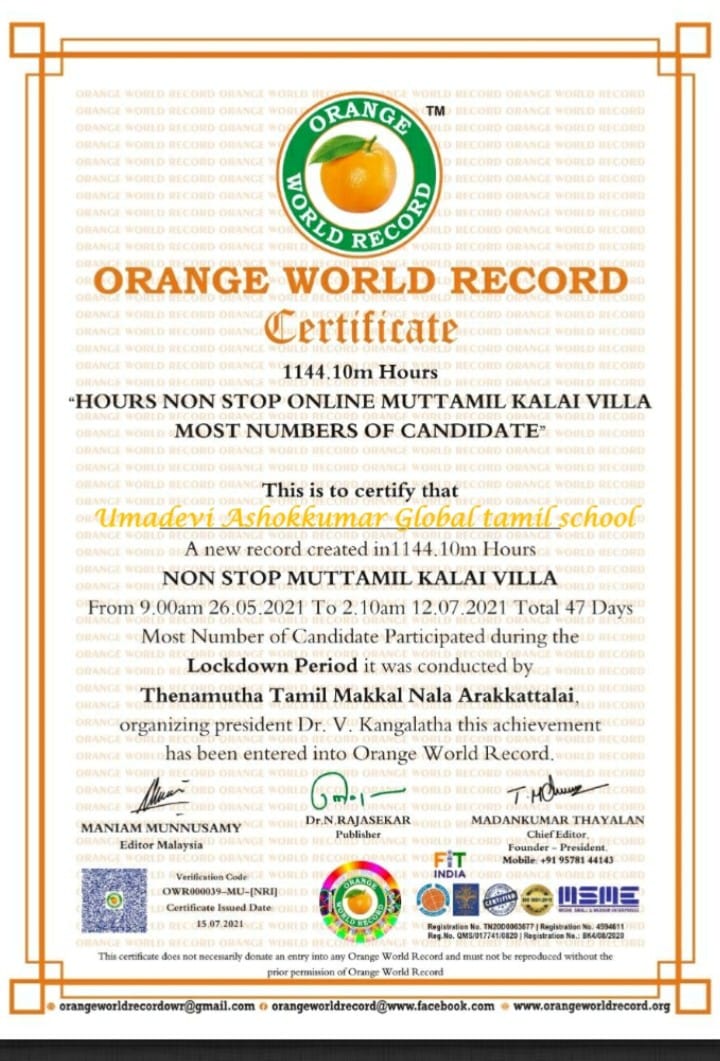 ORANGE
WORLD RECORD
TM
ORANGE WORLD RECORD
Certificate
1144.10m Hours
"HOURS NON STOP ONLINE MUTTAMIL KALAI VILLA
MOST NUMBERS OF CANDIDATE"
This is to certify that
Umadevi Ashokkumar Global tamil school
A new record created in1144.10m Hours
NON STOP MUTTAMIL KALAI VILLA
From 9.00am 26.05.2021 To 2.10am 12.07.2021 Total 47 Days
Most Number of Candidate Participated during the
Lockdown Period it was conducted by
Thenamutha Tamil Makkal Nala Arakkattalai,
organizing president Dr. V. Kangalatha this achievement
has been entered into Orange World Record.
MANIAM MUNNUSAMY
Editor Malaysia
Dr.N.RAJASEKAR
Publisher
MADANKUMAR THAYALAN
Chief Editor,
Founder – President.
Mobile: +91 95781 44143
Verification Code
OWR000039–MU–[NRI]
Certificate Issued Date
15.07.2021
ORANGE
WORLD RECORD
FiT
INDIA
CERTIFIED
MSME
Registration No. TN20D0063677 | Registration No.: 4594611
Reg.No. QMS/017741/0820 | Registration No.: BK4/08/2020
This certificate does not necessarily donate an entry into any Orange World Record and must not be reproduced without the
prior permission of Orange World Record
orangeworldrecordowr@gmail.com orangeworldrecord@www.facebook.com www.orangeworldrecord.org